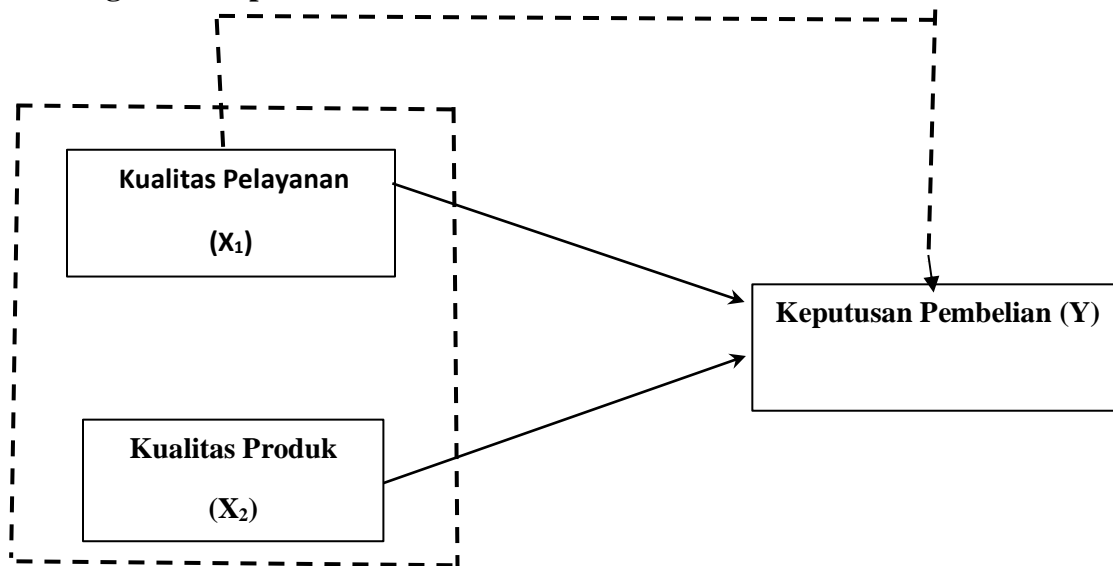 Kualitas Pelayanan
(X₁)
Keputusan Pembelian (Y)
Kualitas Produk
(X₂)